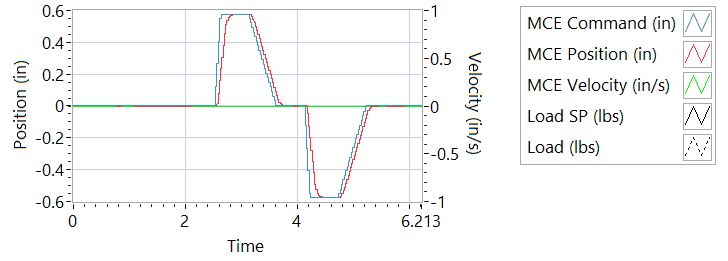 0.6
0.4
0.2
0
-0.2
-0.4
-0.6
Position (in)
1
0.5
0
-0.5
-1
Velocity (in/s)
0
2
4
6.213
Time
MCE Command (in)
MCE Position (in)
MCE Velocity (in/s)
Load SP (lbs)
Load (lbs)